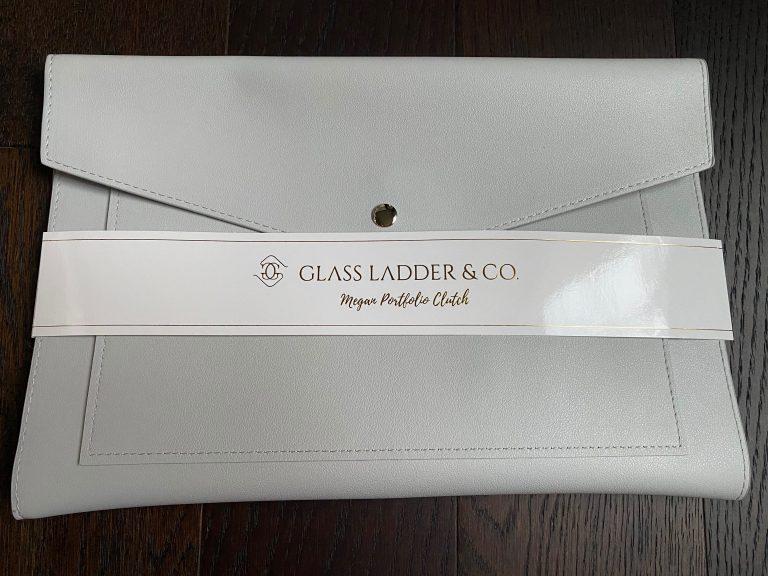 GLASS LADDER & CO.
Megan Portfolio Clutch